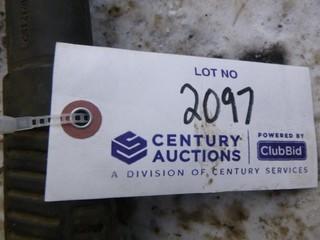 LOT NO
2097
CENTURY AUCTIONS
POWERED BY
ClubBid
A DIVISION OF CENTURY SERVICES